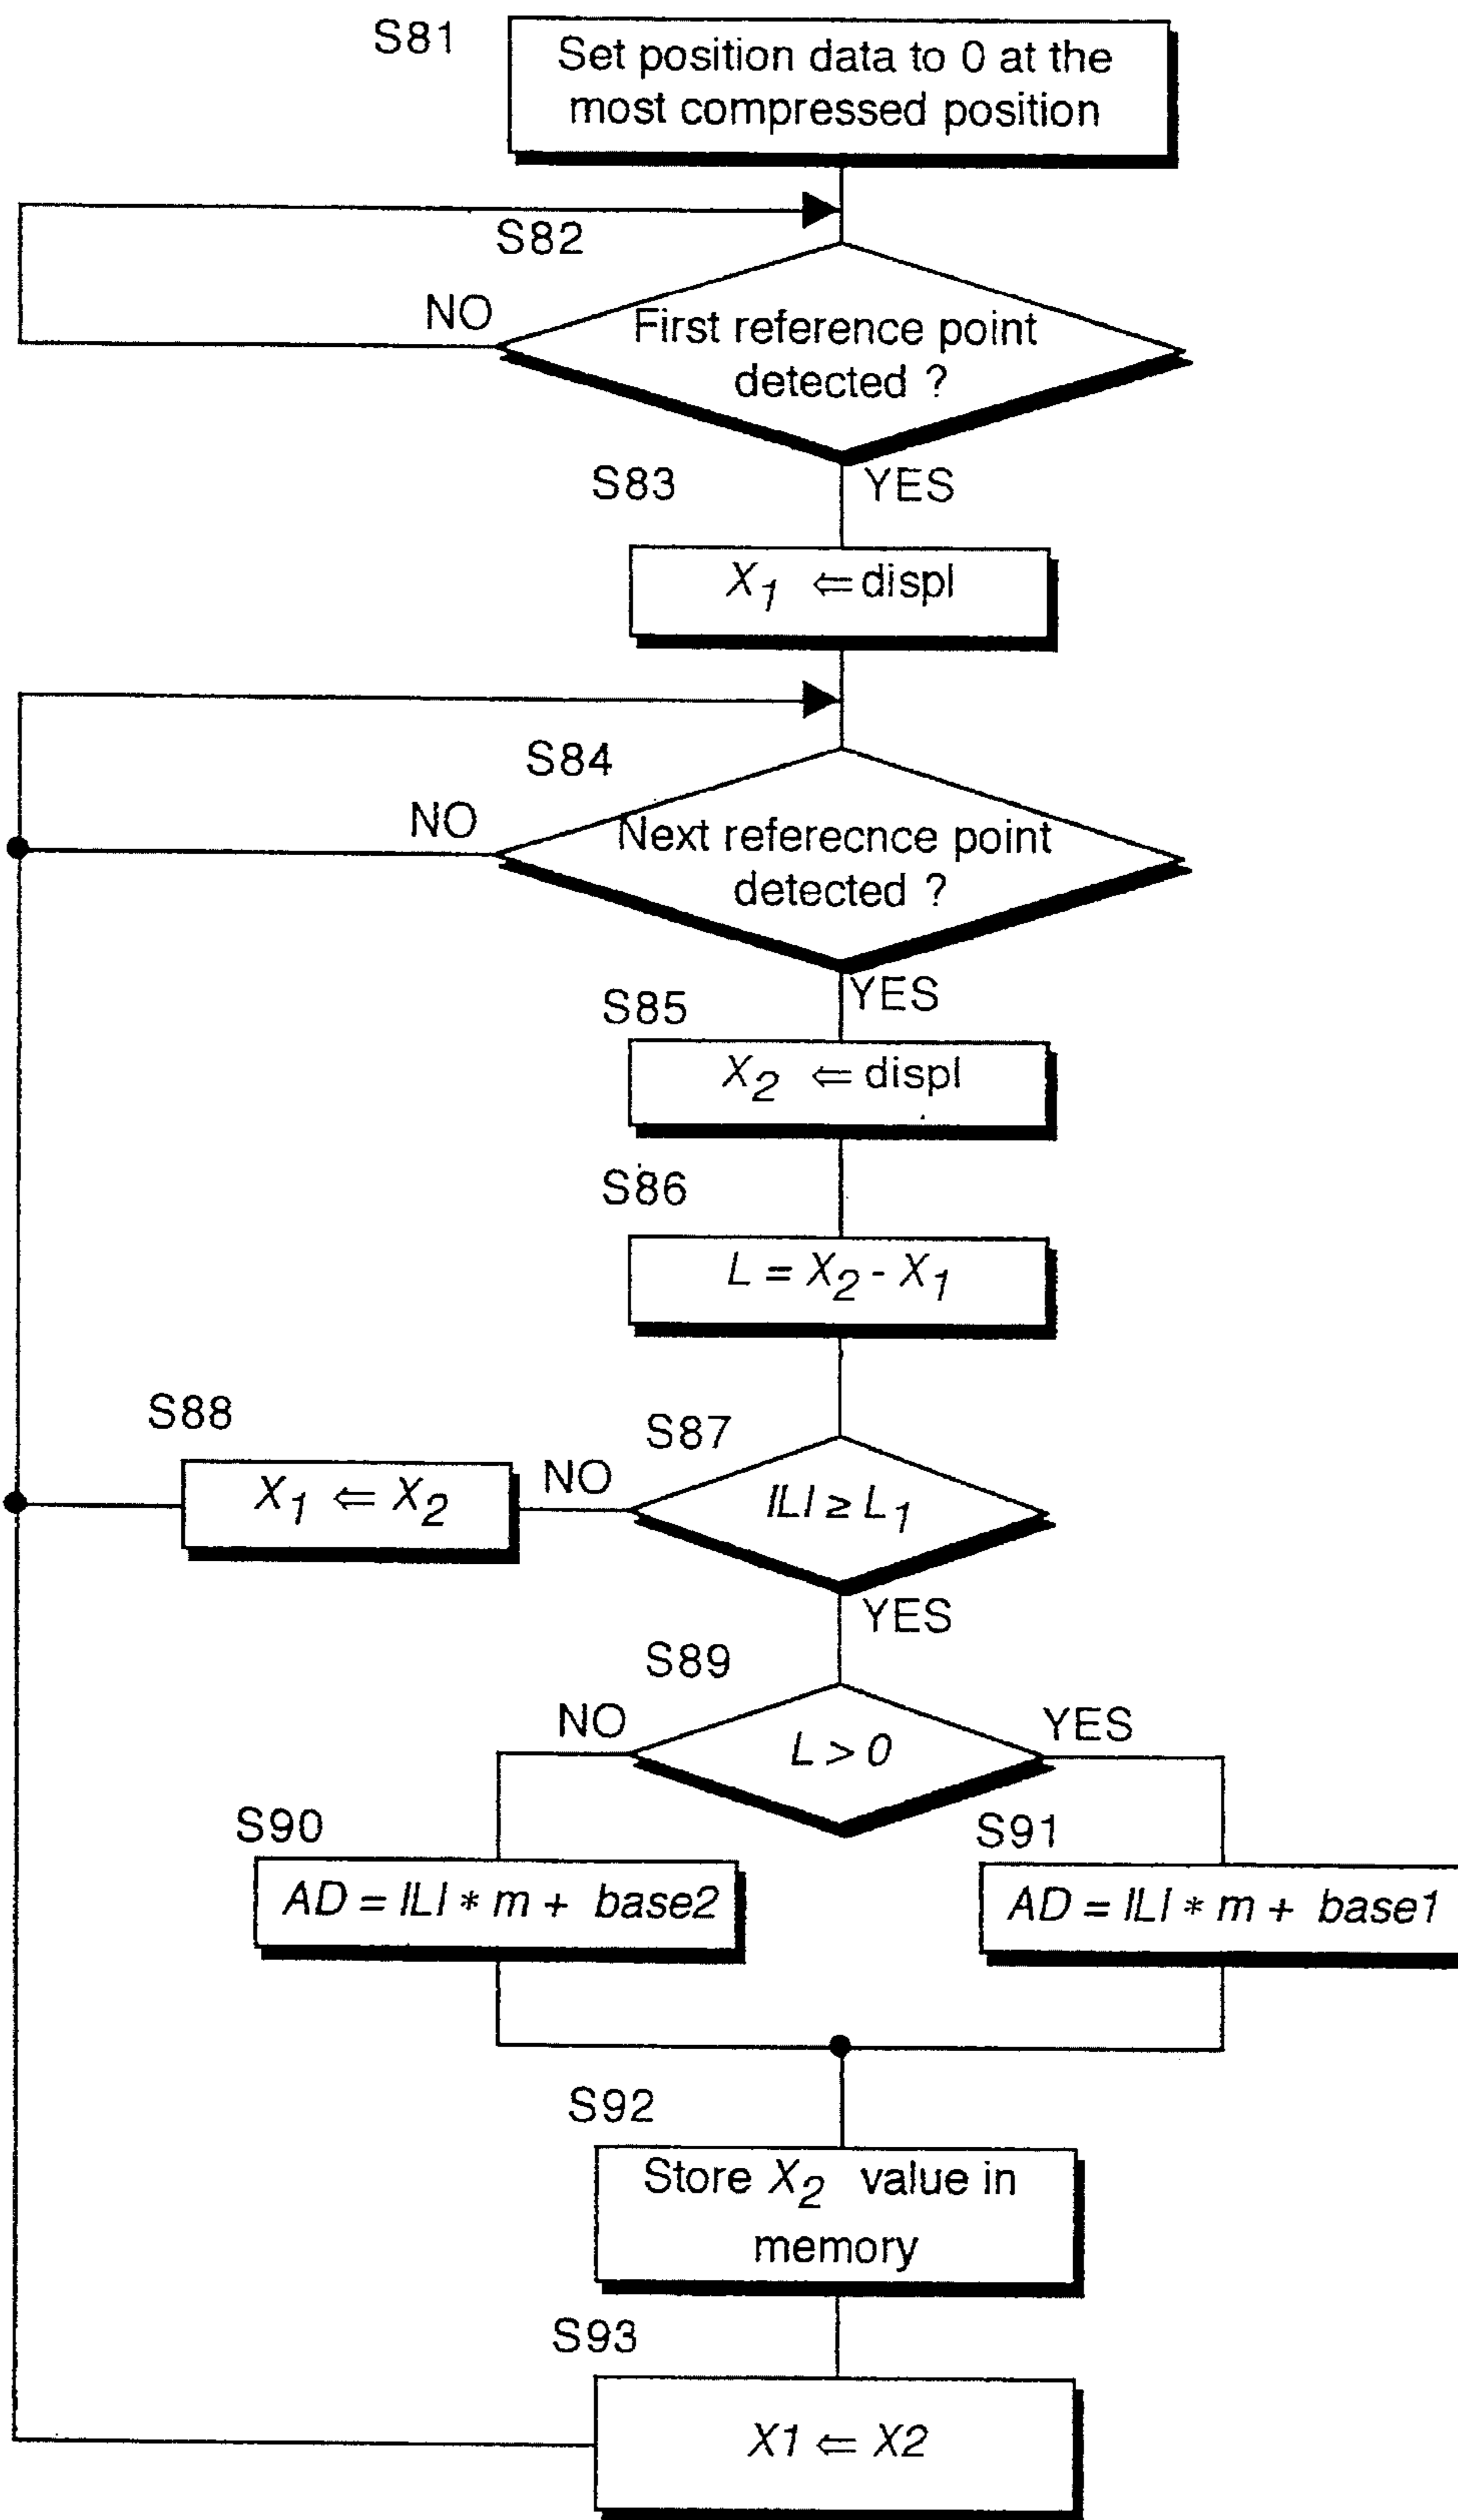 S81
Set position data to 0 at the
most compressed position
S82
NO
First reference point
detected ?
YES
S83
X1 ⇐ displ
S84
NO
Next referecnce point
detected ?
YES
S85
X2 ⇐ displ
S86
L = X2 - X1
S88
S87
X1 ⇐ X2
NO
ILI ≥ L1
YES
S89
NO
L > 0
YES
S90
S91
AD = ILI * m + base2
AD = ILI * m + base1
S92
Store X2 value in
memory
S93
X1 ⇐ X2